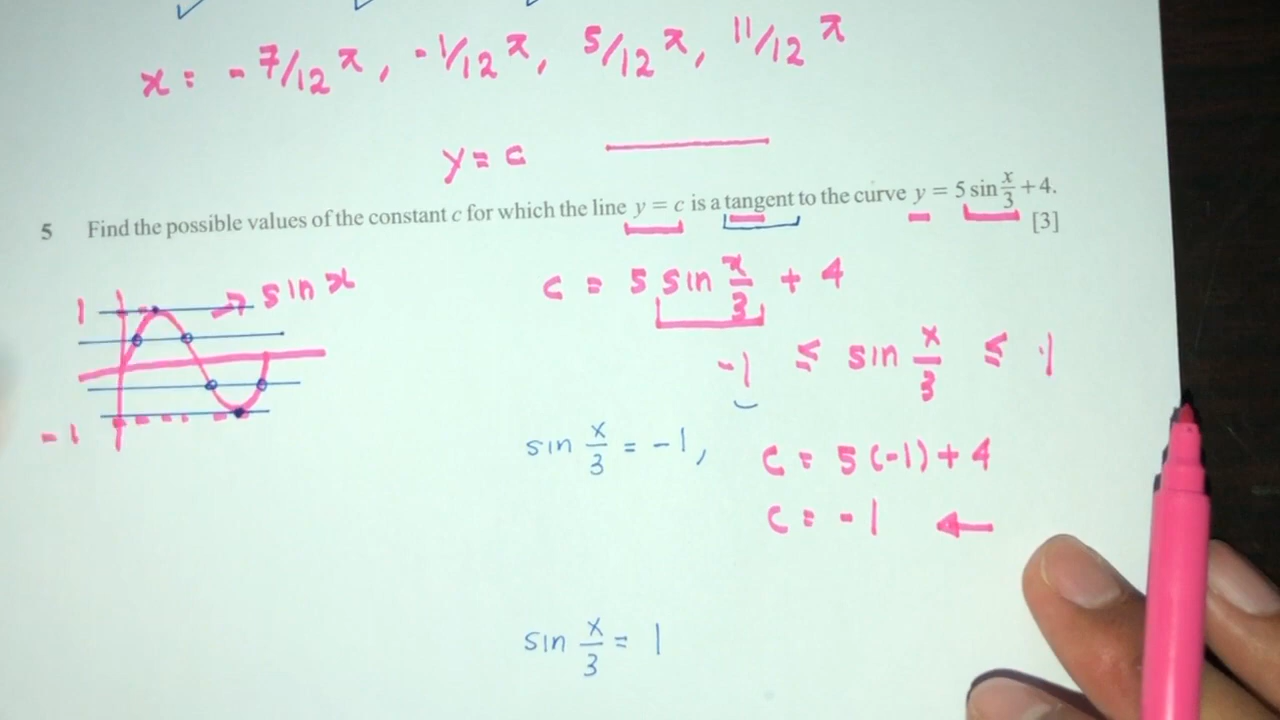 x = - 7/12 π, - 1/12 π, 5/12 π, 11/12 π
y = c
5 Find the possible values of the constant c for which the line y = c is a tangent to the curve y = 5 sin x/3 + 4.
[3]
1
sin x
-1
c = 5 sin x/3 + 4
-1 ≤ sin x/3 ≤ 1
sin x/3 = -1, c = 5(-1) + 4
c = -1 ←
sin x/3 = 1